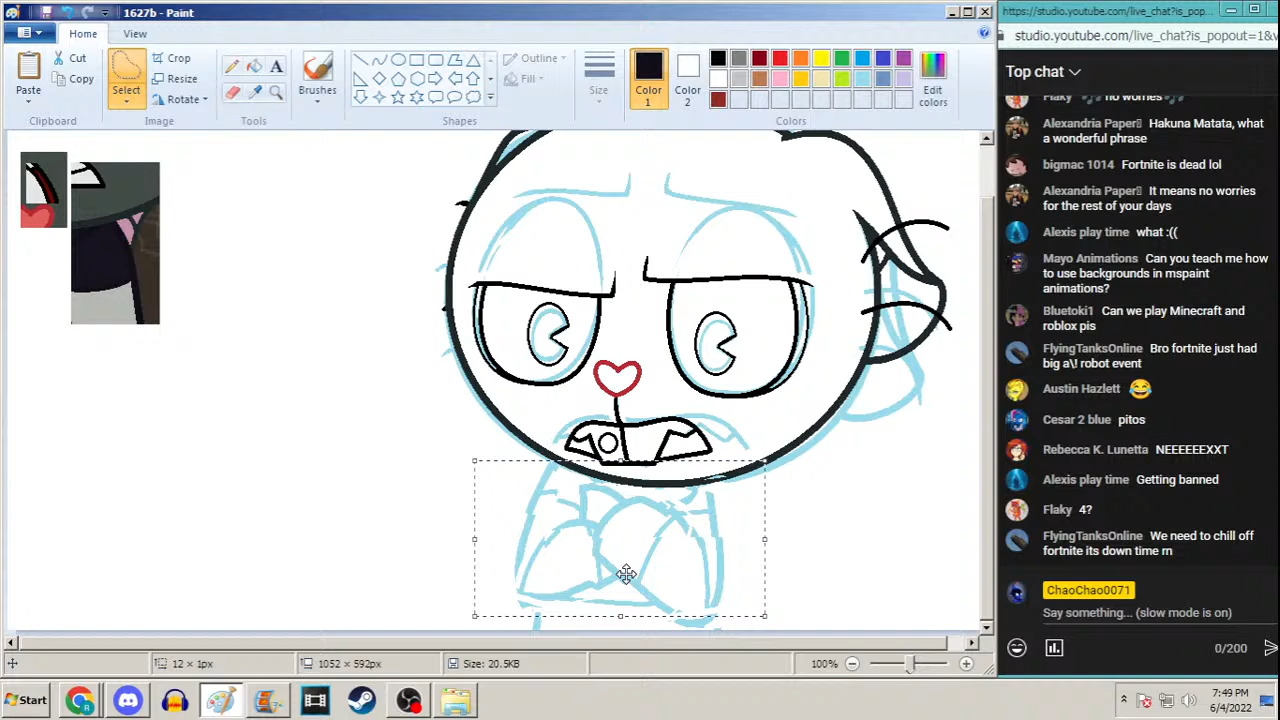 1627b - Paint
https://studio.youtube.com/live_chat?is_pop...
studio.youtube.com/live_chat?is_popout=1&v
Home
View
Paste
Cut
Copy
Clipboard
Select
Crop
Resize
Rotate
Image
A
Tools
Brushes
Shapes
Outline
Fill
Size
Color
1
Color
2
Edit
colors
Colors
Top chat
Flaky 🎶no worries🎶
Alexandria Paper Hakuna Matata, what
a wonderful phrase
bigmac 1014 Fortnite is dead lol
Alexandria Paper It means no worries
for the rest of your days
Alexis play time what :((
Mayo Animations Can you teach me how
to use backgrounds in mspaint
animations?
Bluetoki1 Can we play Minecraft and
roblox pis
FlyingTanksOnline Bro fortnite just had
big a\! robot event
Austin Hazlett 😂
Cesar 2 blue pitos
Rebecca K. Lunetta NEEEEEEXXT
Alexis play time Getting banned
Flaky 4?
FlyingTanksOnline We need to chill off
fortnite its down time rn
ChaoChao0071
Say something... (slow mode is on)
0/200
12 × 1px
1052 × 592px
Size: 20.5KB
100%
Start
7:49 PM
6/4/2022